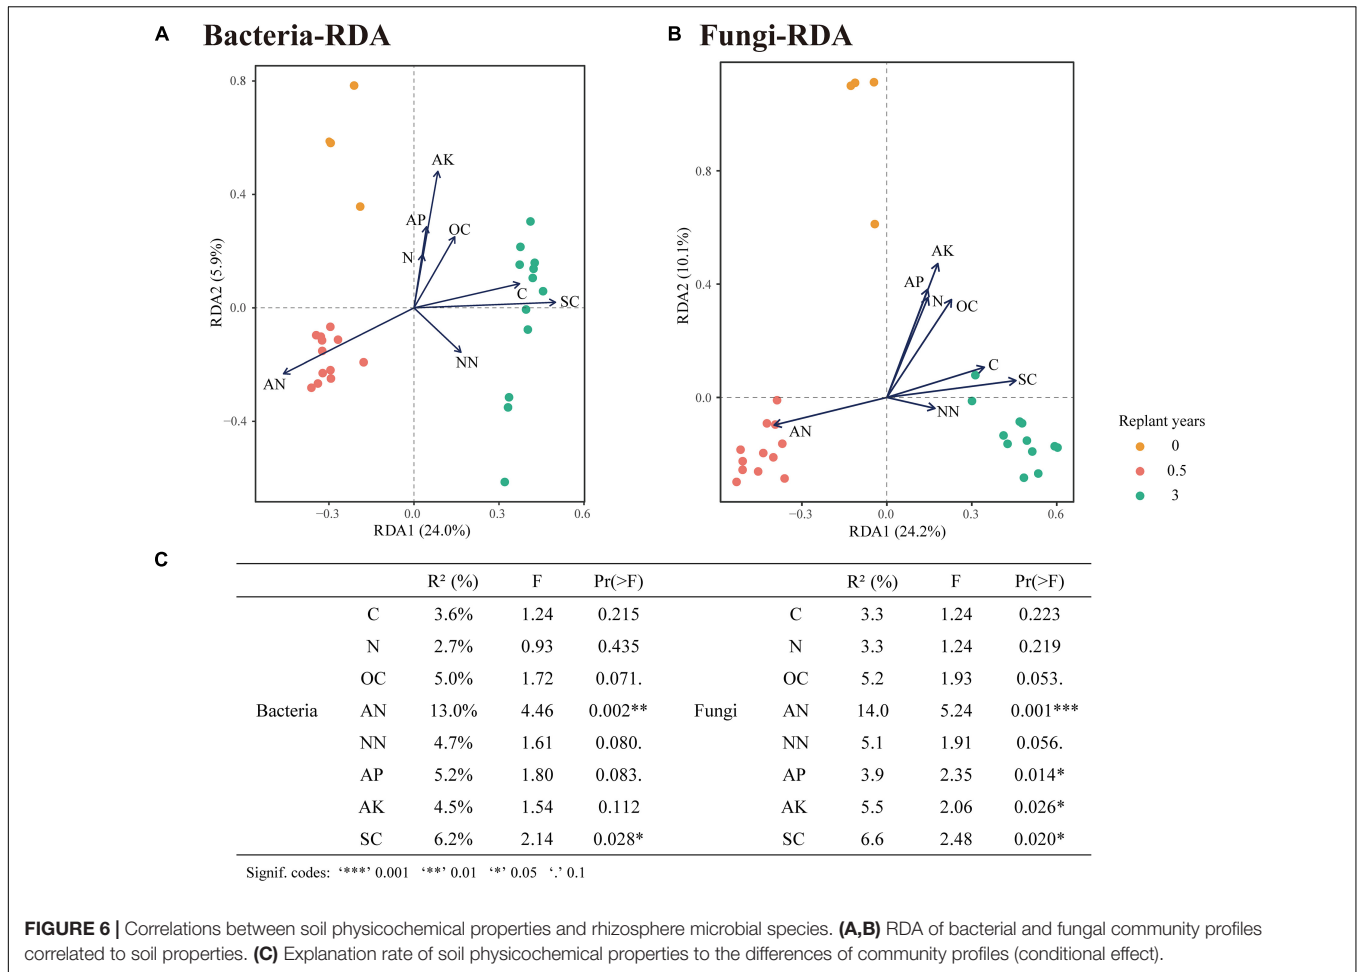 A Bacteria-RDA
B Fungi-RDA
0.8
0.4
0.0
−0.4
RDA2 (5.9%)
AK
AP
OC
N
C
SC
NN
AN
−0.3 0.0 0.3 0.6
RDA1 (24.0%)
0.8
0.4
0.0
RDA2 (10.1%)
AK
AP
N
OC
C
SC
NN
AN
−0.3 0.0 0.3 0.6
RDA1 (24.2%)
Replant years
0
0.5
3
C
R² (%) F Pr(>F) R² (%) F Pr(>F)
C 3.6% 1.24 0.215 C 3.3 1.24 0.223
N 2.7% 0.93 0.435 N 3.3 1.24 0.219
OC 5.0% 1.72 0.071. OC 5.2 1.93 0.053.
Bacteria AN 13.0% 4.46 0.002** Fungi AN 14.0 5.24 0.001***
NN 4.7% 1.61 0.080. NN 5.1 1.91 0.056.
AP 5.2% 1.80 0.083. AP 3.9 2.35 0.014*
AK 4.5% 1.54 0.112 AK 5.5 2.06 0.026*
SC 6.2% 2.14 0.028* SC 6.6 2.48 0.020*
Signif. codes: ‘***’ 0.001 ‘**’ 0.01 ‘*’ 0.05 ‘.’ 0.1
FIGURE 6 | Correlations between soil physicochemical properties and rhizosphere microbial species. (A,B) RDA of bacterial and fungal community profiles
correlated to soil properties. (C) Explanation rate of soil physicochemical properties to the differences of community profiles (conditional effect).